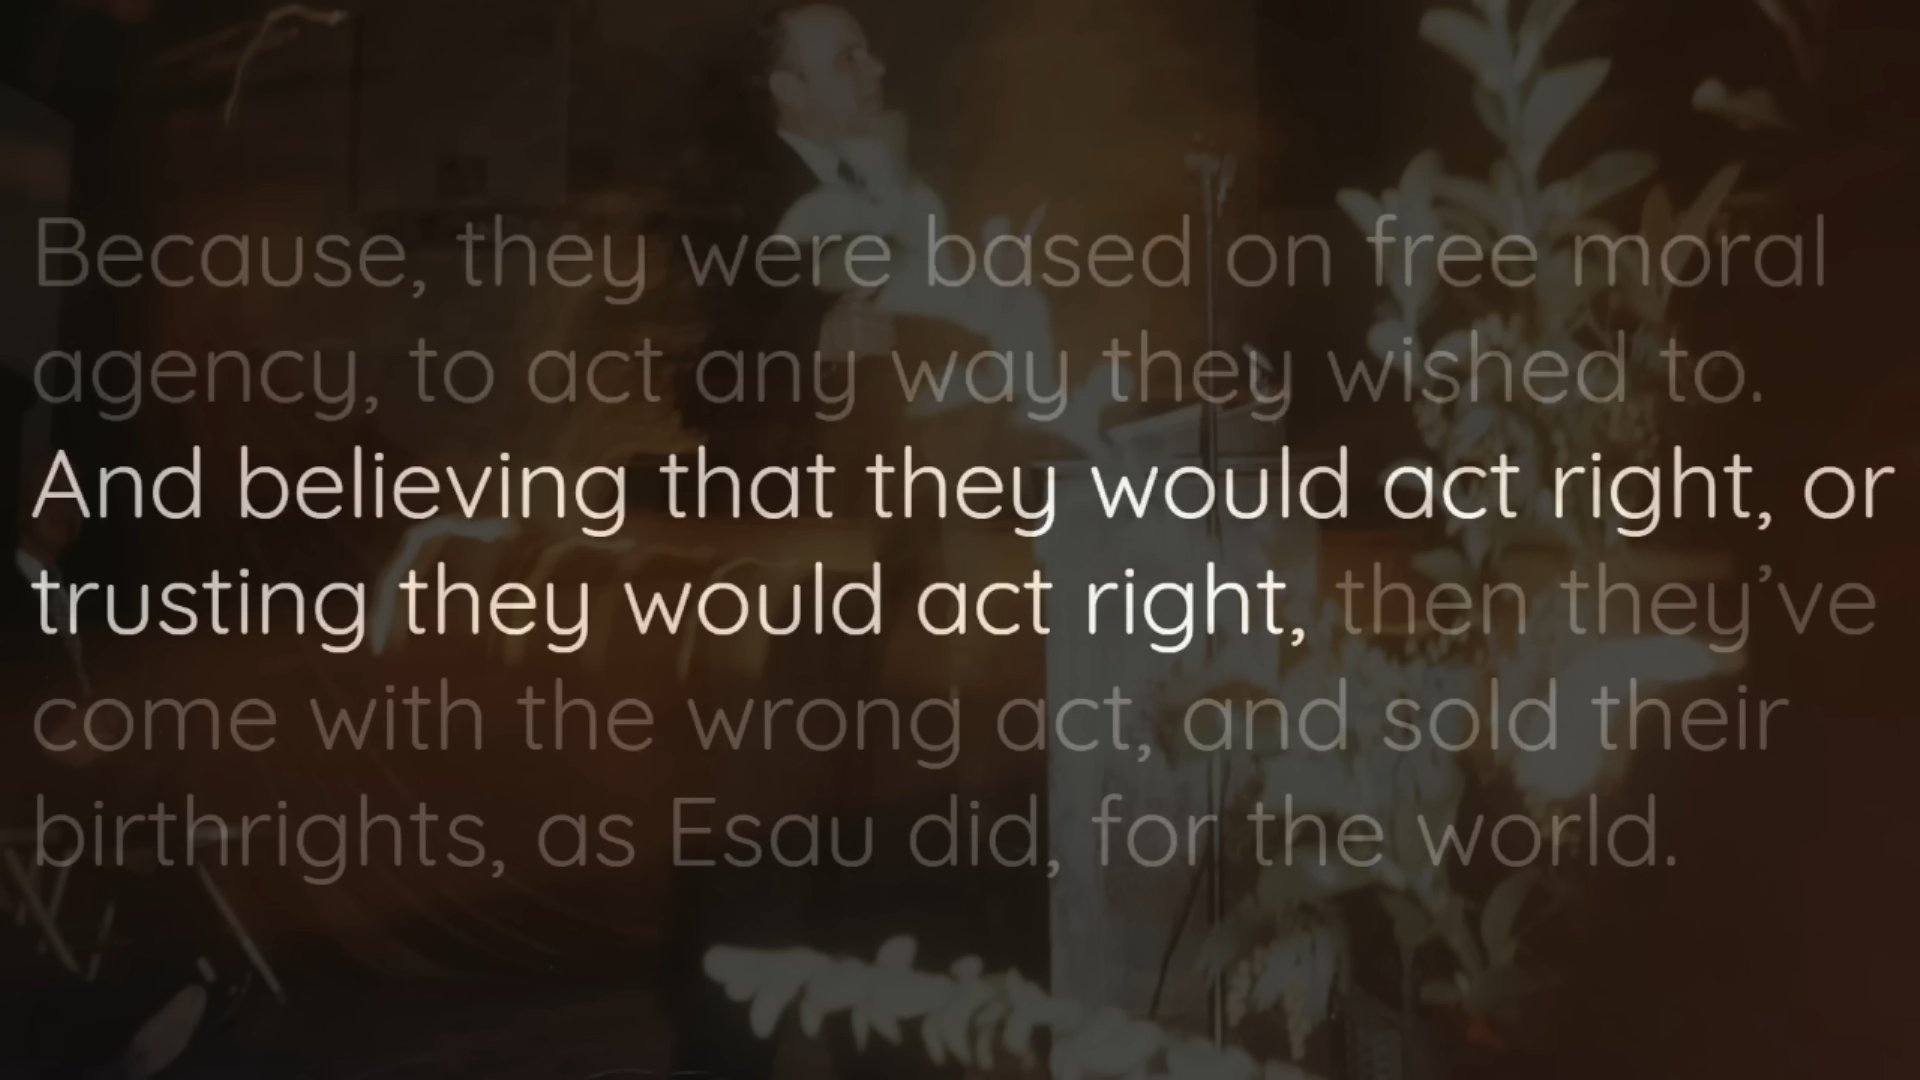 Because, they were based on free moral
agency, to act any way they wished to.
And believing that they would act right, or
trusting they would act right, then they’ve
come with the wrong act, and sold their
birthrights, as Esau did, for the world.